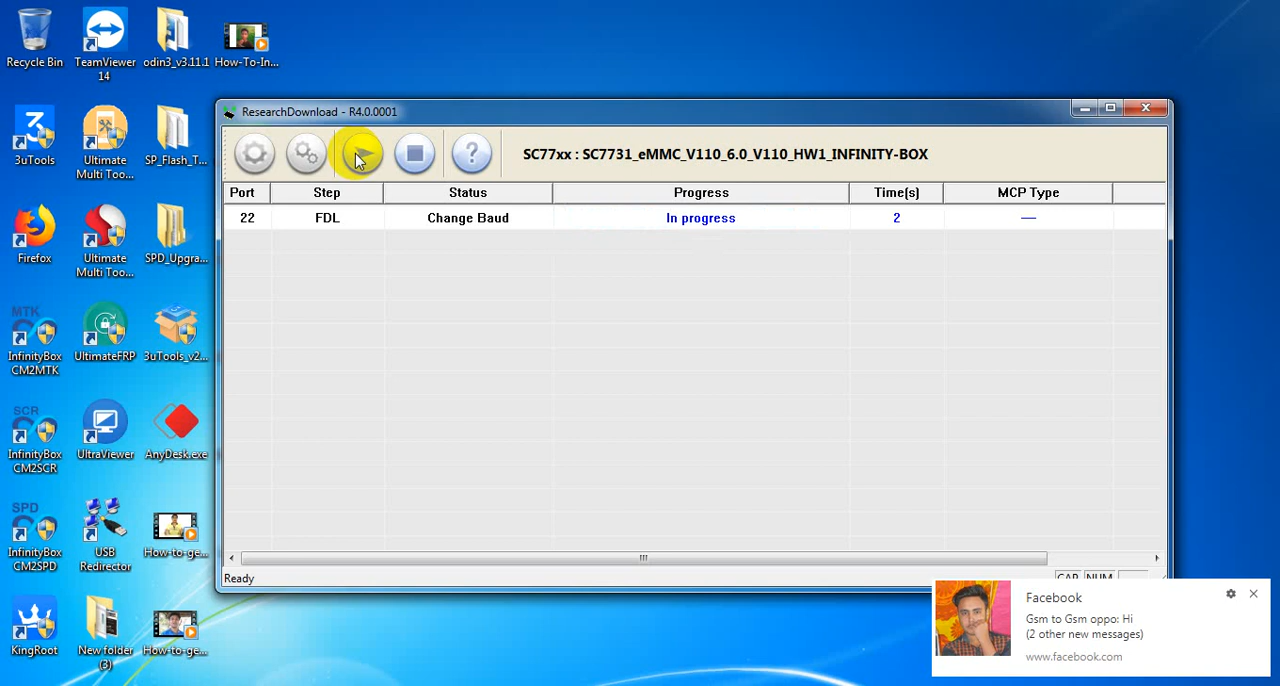 Recycle Bin
TeamViewer
14
odin3_v3.11.1
How-To-In...
3uTools
Ultimate
Multi Too...
SP_Flash_T...
Firefox
Ultimate
Multi Too...
SPD_Upgra...
MTK
InfinityBox
CM2MTK
UltimateFRP
3uTools_v2...
SCR
InfinityBox
CM2SCR
UltraViewer
AnyDesk.exe
SPD
InfinityBox
CM2SPD
USB
Redirector
How-to-ge...
KingRoot
New folder
(3)
How-to-ge...
ResearchDownload - R4.0.0001
?
SC77xx : SC7731_eMMC_V110_6.0_V110_HW1_INFINITY-BOX
Port Step Status Progress Time(s) MCP Type
22 FDL Change Baud In progress 2 —
Ready
CAP NUM
Facebook
Gsm to Gsm oppo: Hi
(2 other new messages)
www.facebook.com